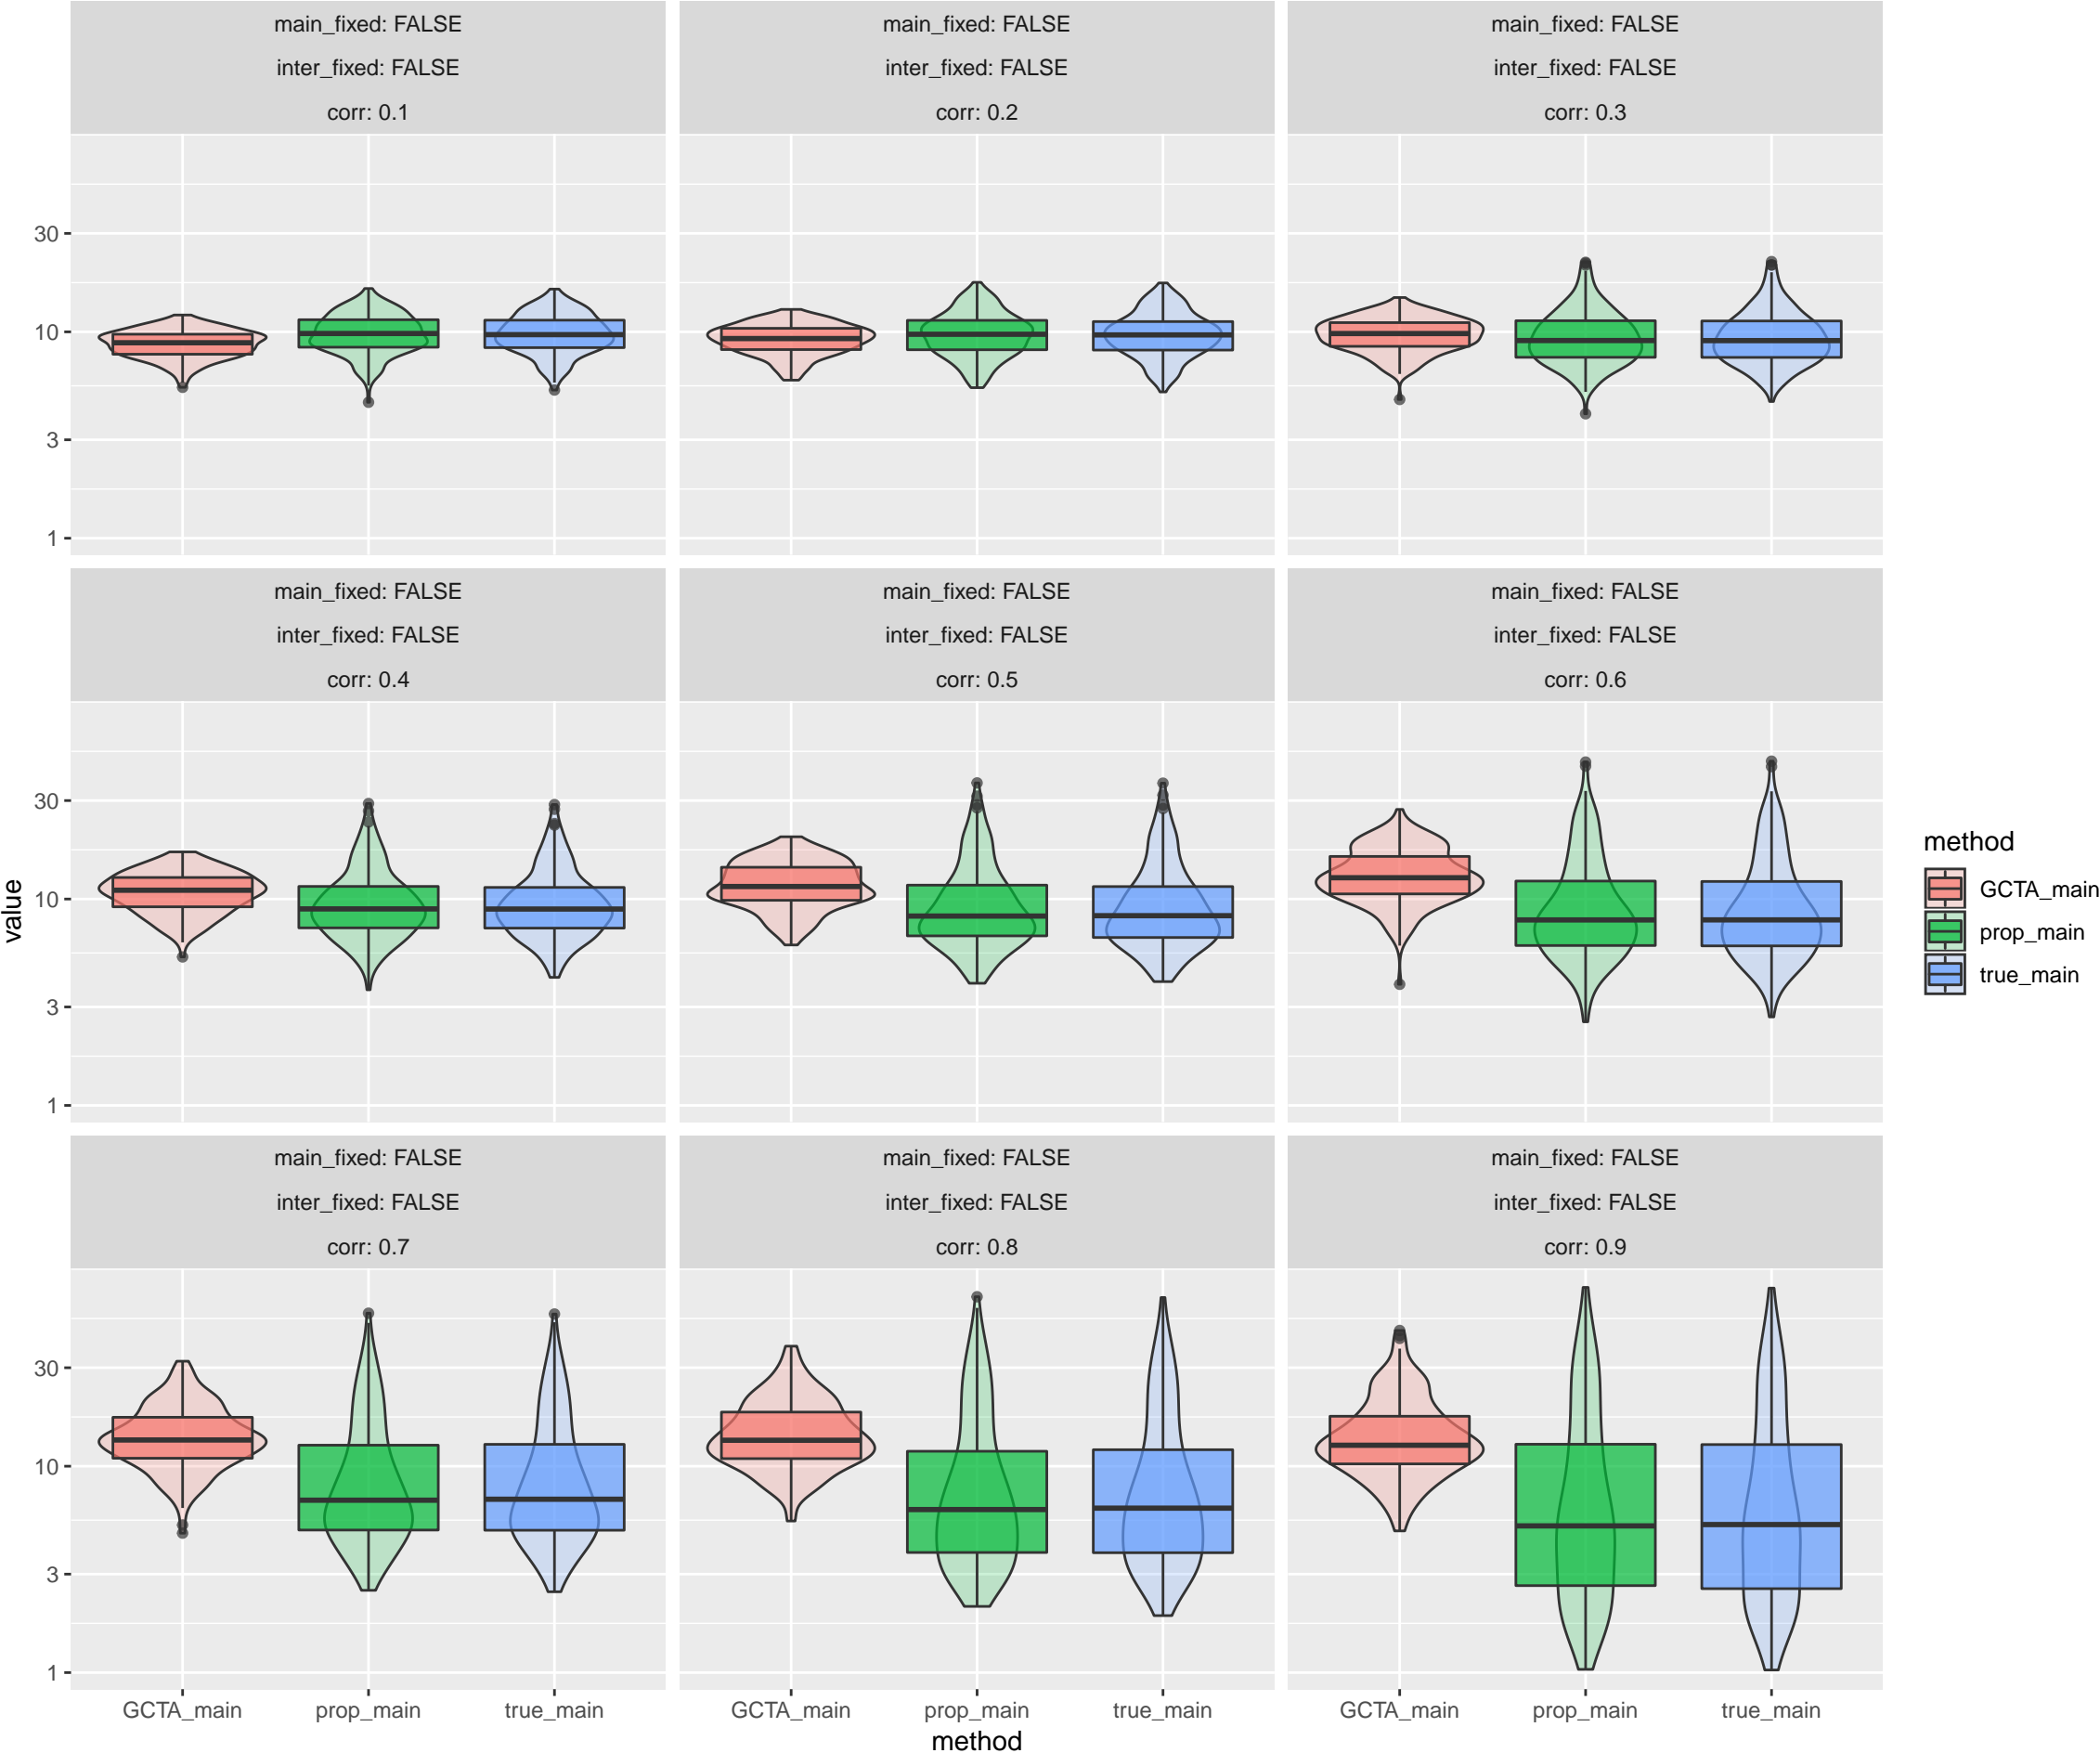 main_fixed: FALSE
inter_fixed: FALSE
corr: 0.1
main_fixed: FALSE
inter_fixed: FALSE
corr: 0.2
main_fixed: FALSE
inter_fixed: FALSE
corr: 0.3
30
10
3
1
main_fixed: FALSE
inter_fixed: FALSE
corr: 0.4
main_fixed: FALSE
inter_fixed: FALSE
corr: 0.5
main_fixed: FALSE
inter_fixed: FALSE
corr: 0.6
30
10
3
1
value
main_fixed: FALSE
inter_fixed: FALSE
corr: 0.7
main_fixed: FALSE
inter_fixed: FALSE
corr: 0.8
main_fixed: FALSE
inter_fixed: FALSE
corr: 0.9
30
10
3
1
GCTA_main prop_main true_main
GCTA_main prop_main true_main
GCTA_main prop_main true_main
method
method
GCTA_main
prop_main
true_main